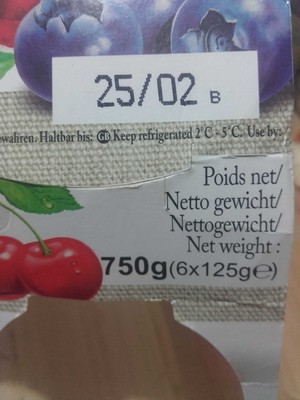 25/02 B
wahren. Haltbar bis: GB Keep refrigerated 2°C - 5°C. Use by:
Poids net/
Netto gewicht/
Nettogewicht/
Net weight :
750g(6x125g℮)